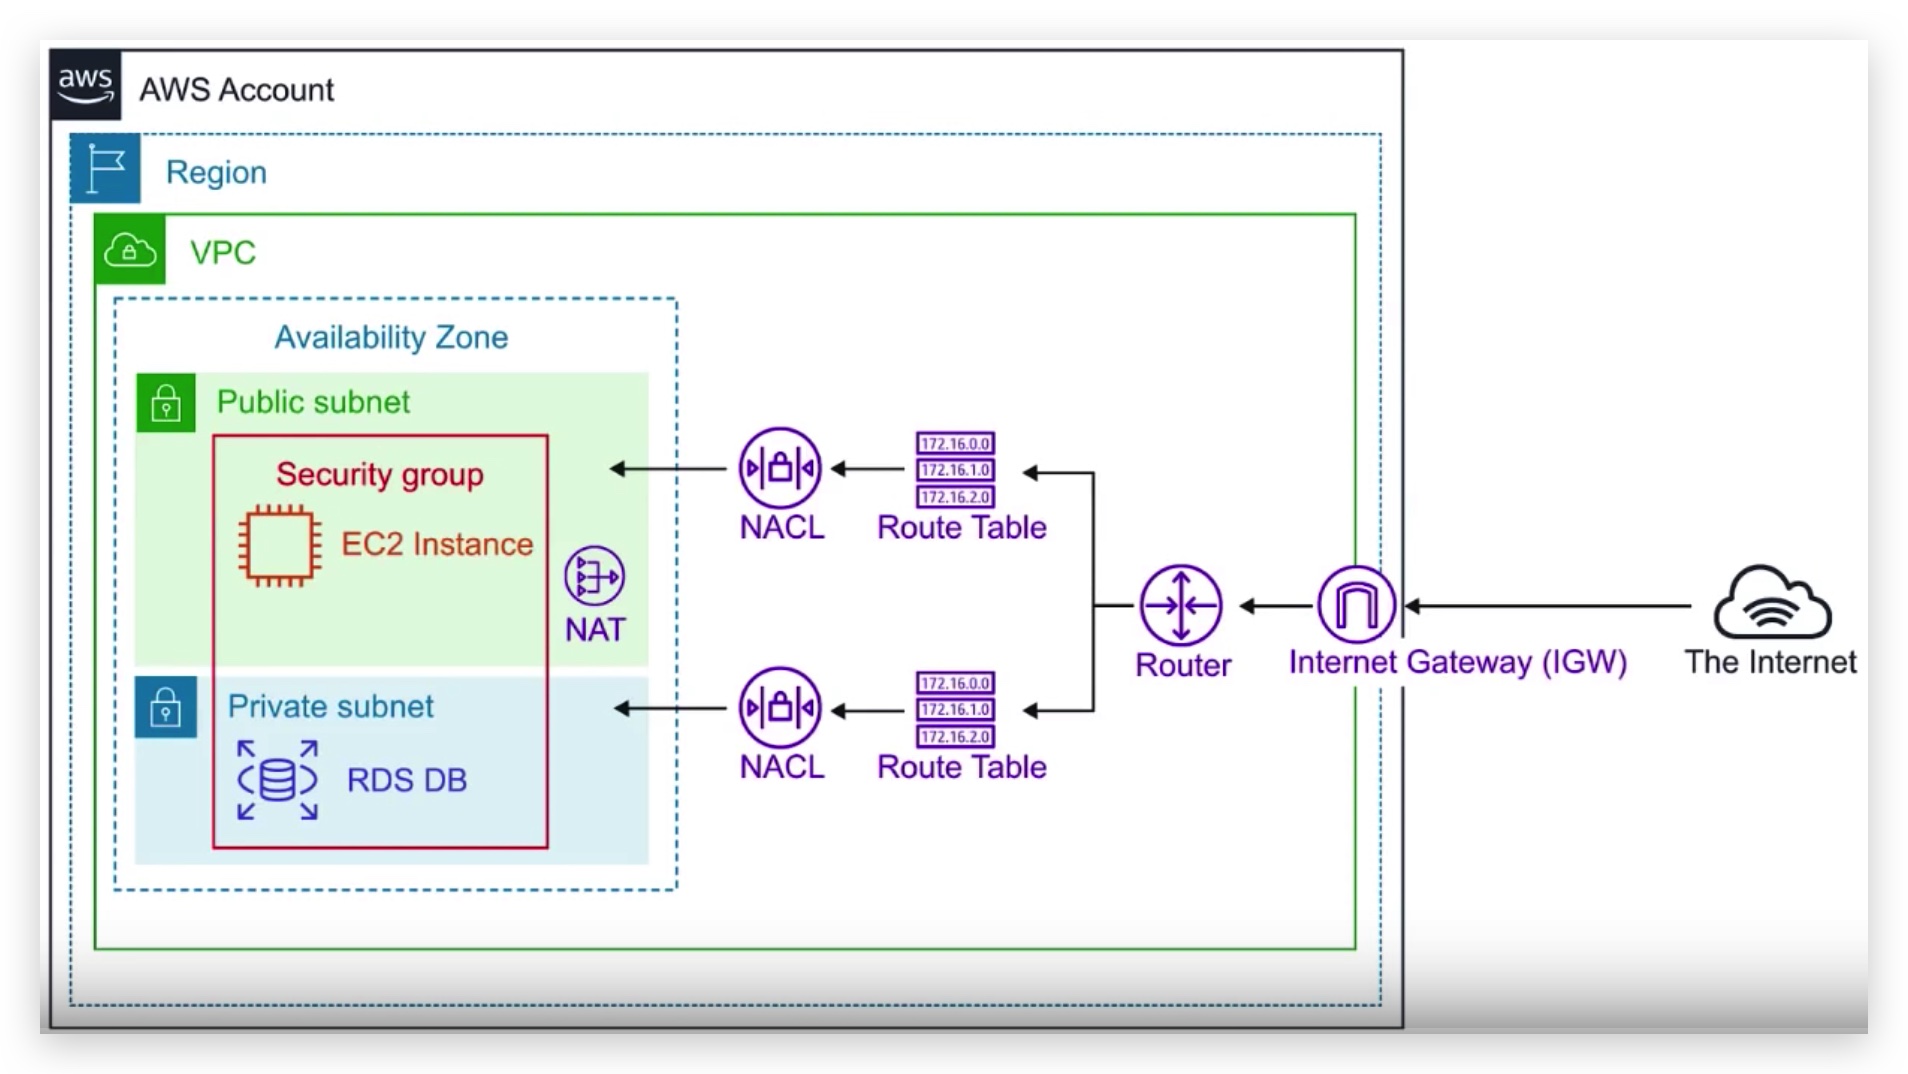 aws
AWS Account
Region
VPC
Availability Zone
Public subnet
Security group
EC2 Instance
NAT
Private subnet
RDS DB
NACL
172.16.0.0
172.16.1.0
172.16.2.0
Route Table
NACL
172.16.0.0
172.16.1.0
172.16.2.0
Route Table
Router
Internet Gateway (IGW)
The Internet